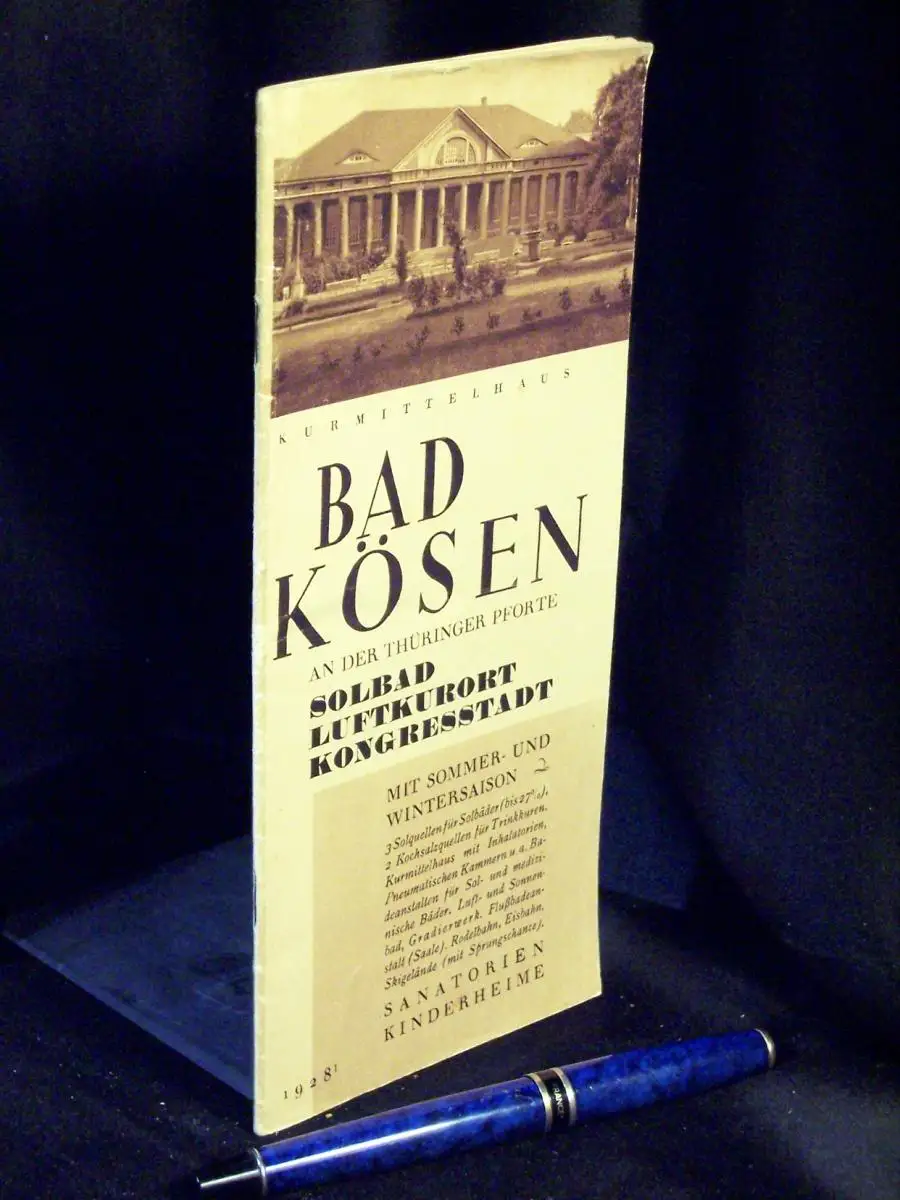 KURMITTELHAUS
BAD
KÖSEN
AN DER THÜRINGER PFORTE
SOLBAD
LUFTKURORT
KONGRESSTADT
MIT SOMMER- UND
WINTERSAISON
3 Solquellen für Solbäder (bis 27%),
2 Kochsalzquellen für Trinkkuren.
Kurmittelhaus mit Inhalatorien,
Pneumatischen Kammern u. a. Ba-
deanstalten für Sol- und medizi-
nische Bäder. Luft- und Sonnen-
bad, Gradierwerk. Flußbadean-
stalt (Saale). Rodelbahn, Eisbahn.
Skigelände (mit Sprungschanze).
SANATORIEN
KINDERHEIME
1928